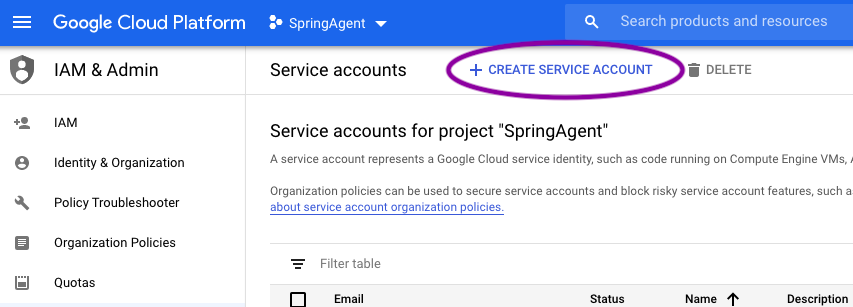 Google Cloud Platform SpringAgent Search products and resources
IAM & Admin
Service accounts + CREATE SERVICE ACCOUNT DELETE
IAM
Identity & Organization
Policy Troubleshooter
Organization Policies
Quotas
Service accounts for project "SpringAgent"
A service account represents a Google Cloud service identity, such as code running on Compute Engine VMs,
Organization policies can be used to secure service accounts and block risky service account features, such
about service account organization policies.
Filter table
Email Status Name Description